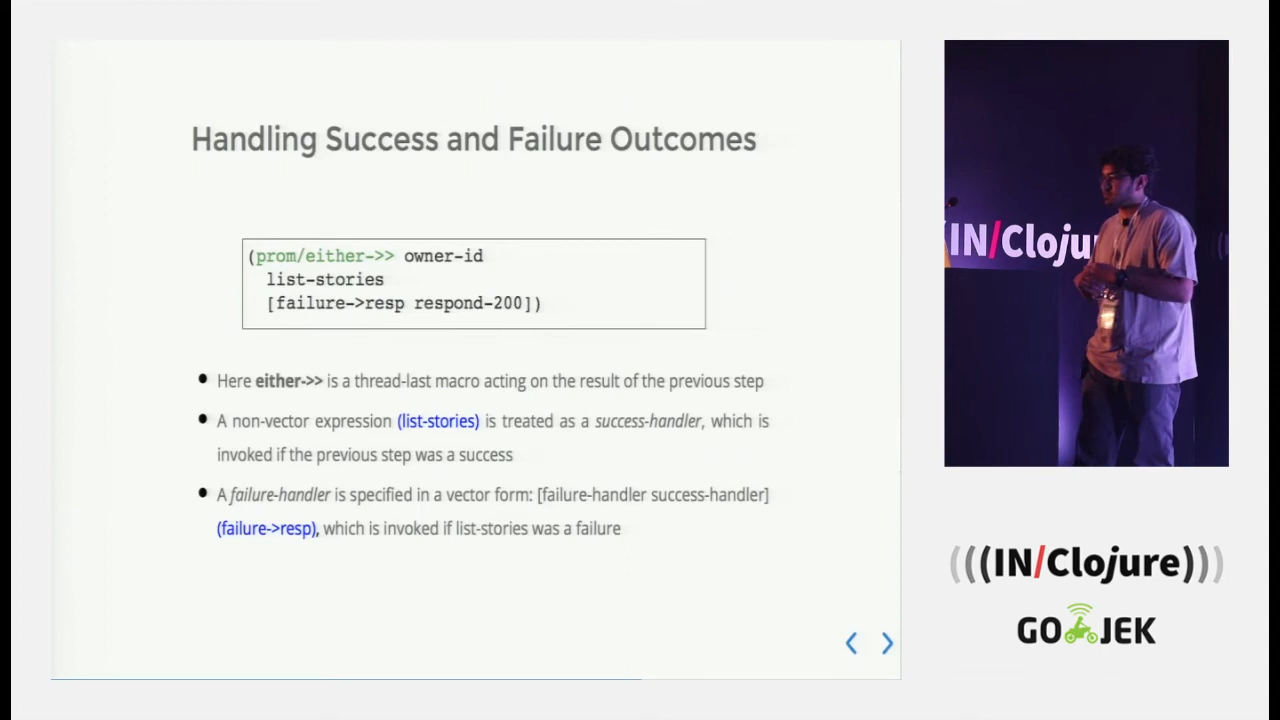 Handling Success and Failure Outcomes
(prom/either->> owner-id
list-stories
[failure->resp respond-200])
Here either->> is a thread-last macro acting on the result of the previous step
A non-vector expression (list-stories) is treated as a success-handler, which is
invoked if the previous step was a success
A failure-handler is specified in a vector form: [failure-handler success-handler]
(failure->resp), which is invoked if list-stories was a failure
IN/Cloju
(((IN/Clojure)))
GOJEK